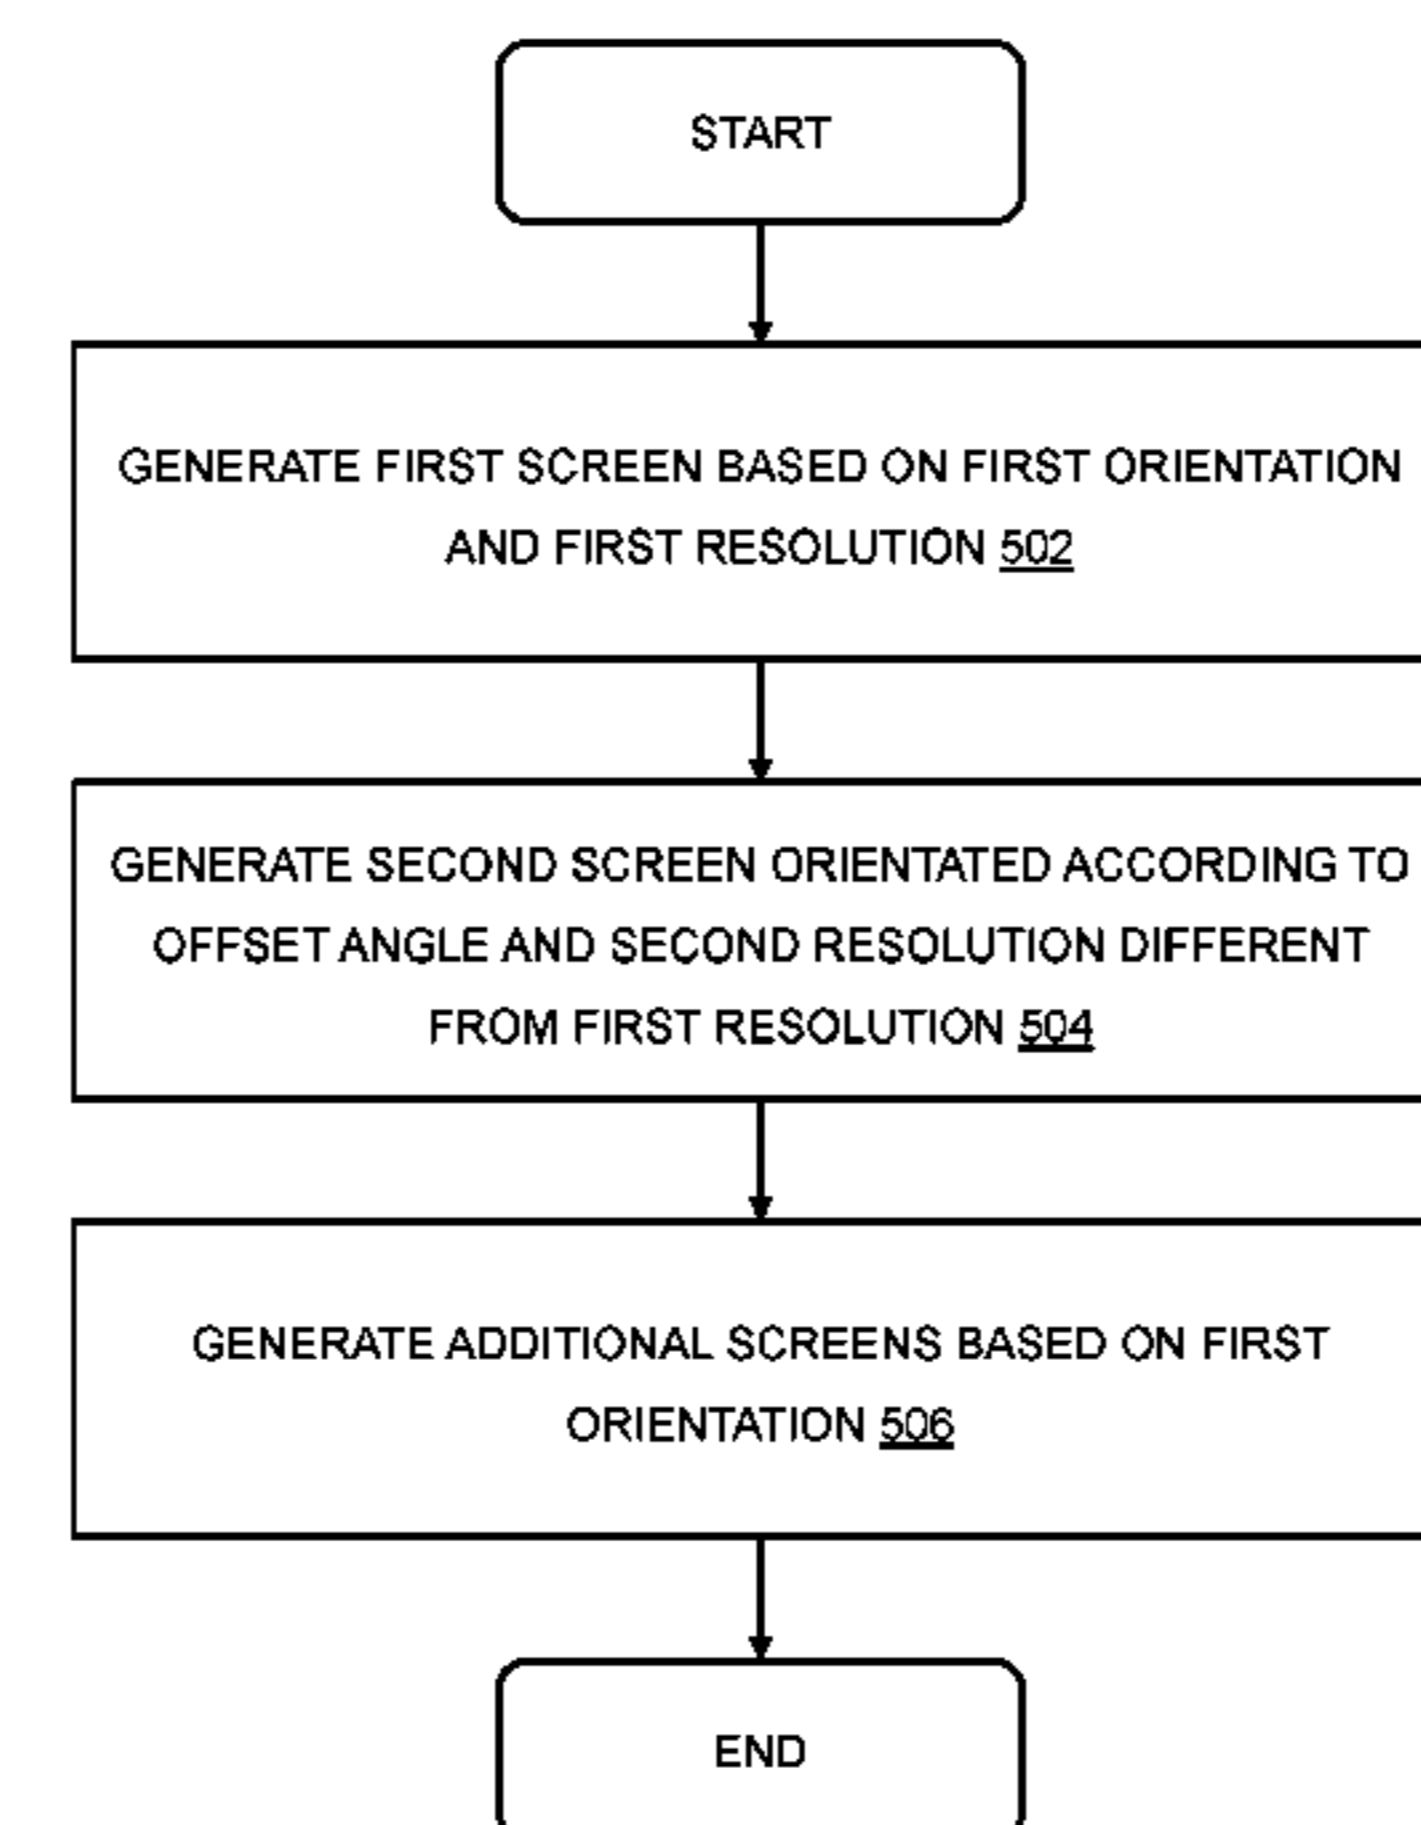 START
GENERATE FIRST SCREEN BASED ON FIRST ORIENTATION
AND FIRST RESOLUTION 502
GENERATE SECOND SCREEN ORIENTATED ACCORDING TO
OFFSET ANGLE AND SECOND RESOLUTION DIFFERENT
FROM FIRST RESOLUTION 504
GENERATE ADDITIONAL SCREENS BASED ON FIRST
ORIENTATION 506
END